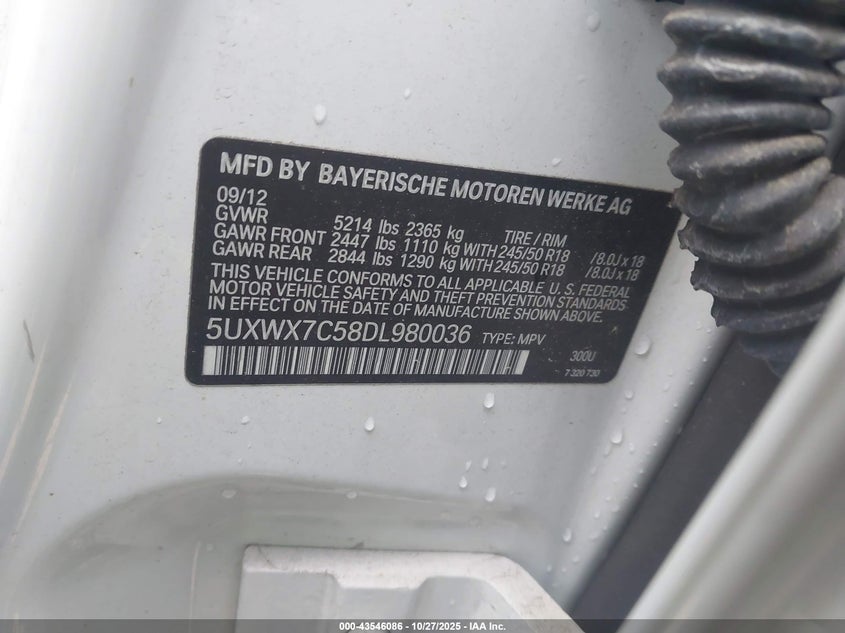 MFD BY BAYERISCHE MOTOREN WERKE AG
09/12
GVWR 5214 lbs 2365 kg TIRE / RIM
GAWR FRONT 2447 lbs 1110 kg WITH 245/50 R18 /8.0J x 18
GAWR REAR 2844 lbs 1290 kg WITH 245/50 R18 /8.0J x 18
THIS VEHICLE CONFORMS TO ALL APPLICABLE U. S. FEDERAL
MOTOR VEHICLE SAFETY AND THEFT PREVENTION STANDARDS
IN EFFECT ON THE DATE OF MANUFACTURE SHOWN ABOVE.
5UXWX7C58DL980036 TYPE: MPV
300U
7 320 730
000-43546086 - 10/27/2025 - IAA Inc.